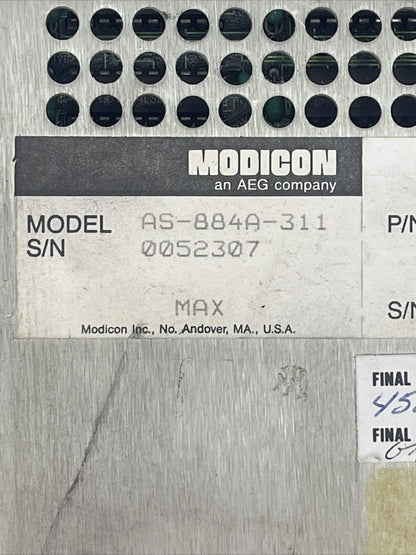 MODICON
an AEG company
MODEL AS-884A-311
S/N 0052307
MAX
Modicon Inc., No. Andover, MA., U.S.A.
P/N
S/N
FINAL
FINAL